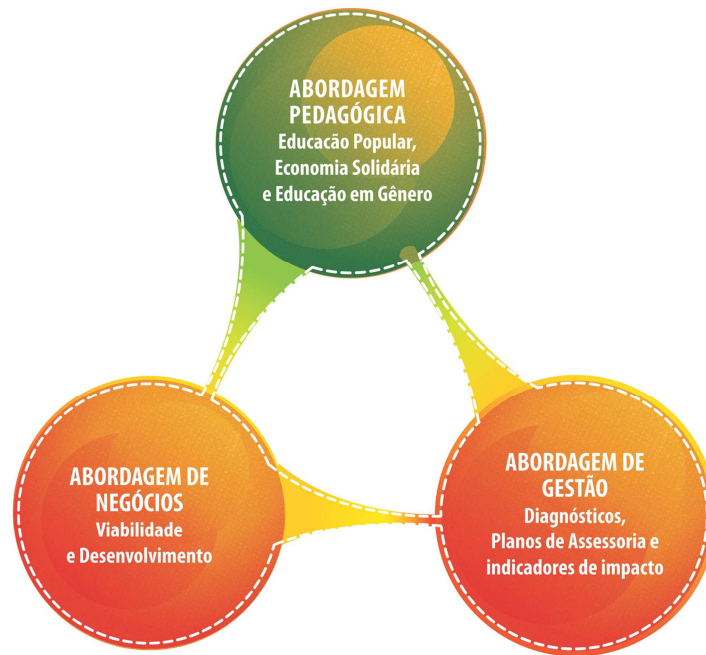 ABORDAGEM
PEDAGÓGICA
Educacão Popular,
Economia Solidária
e Educação em Gênero
ABORDAGEM DE
NEGÓCIOS
Viabilidade
e Desenvolvimento
ABORDAGEM DE
GESTÃO
Diagnósticos,
Planos de Assessoria e
indicadores de impacto